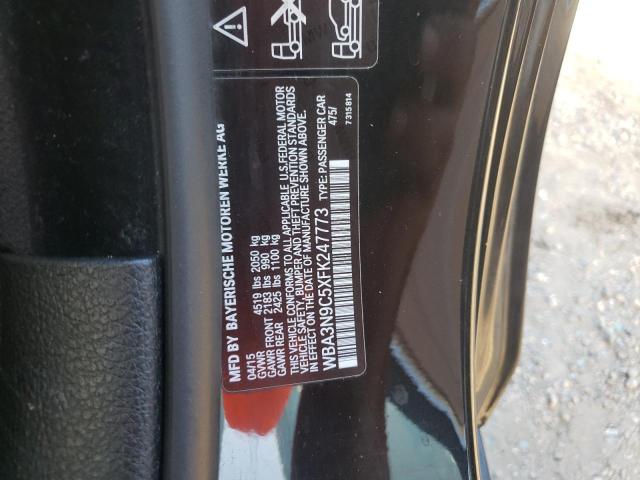 MFD BY BAYERISCHE MOTOREN WERKE AG
04/15
GVWR 4519 lbs 2050 kg
GAWR FRONT 2183 lbs 990 kg
GAWR REAR 2425 lbs 1100 kg
THIS VEHICLE CONFORMS TO ALL APPLICABLE U.S.FEDERAL MOTOR
VEHICLE SAFETY, BUMPER AND THEFT PREVENTION STANDARDS
IN EFFECT ON THE DATE OF MANUFACTURE SHOWN ABOVE.
WBA3N9C5XFK247773 TYPE: PASSENGER CAR
475/
7315814